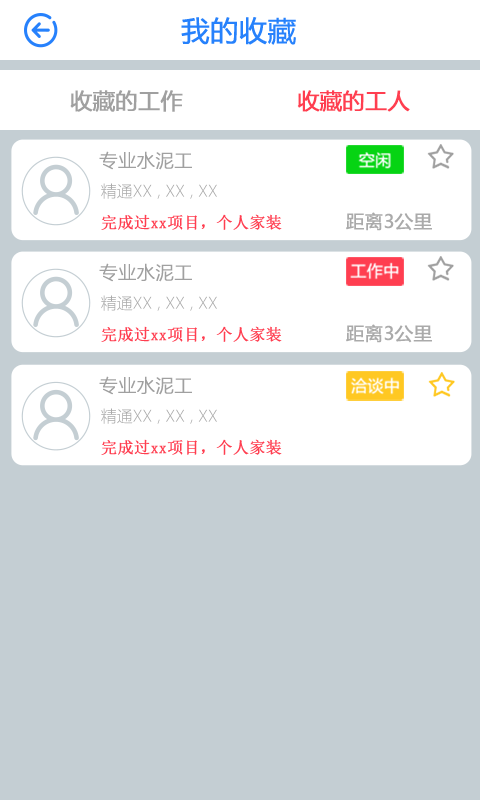 我的收藏
收藏的工作 收藏的工人
专业水泥工 空闲
精通XX , XX , XX
完成过xx项目，个人家装 距离3公里
专业水泥工 工作中
精通XX , XX , XX
完成过xx项目，个人家装 距离3公里
专业水泥工 洽谈中
精通XX , XX , XX
完成过xx项目，个人家装